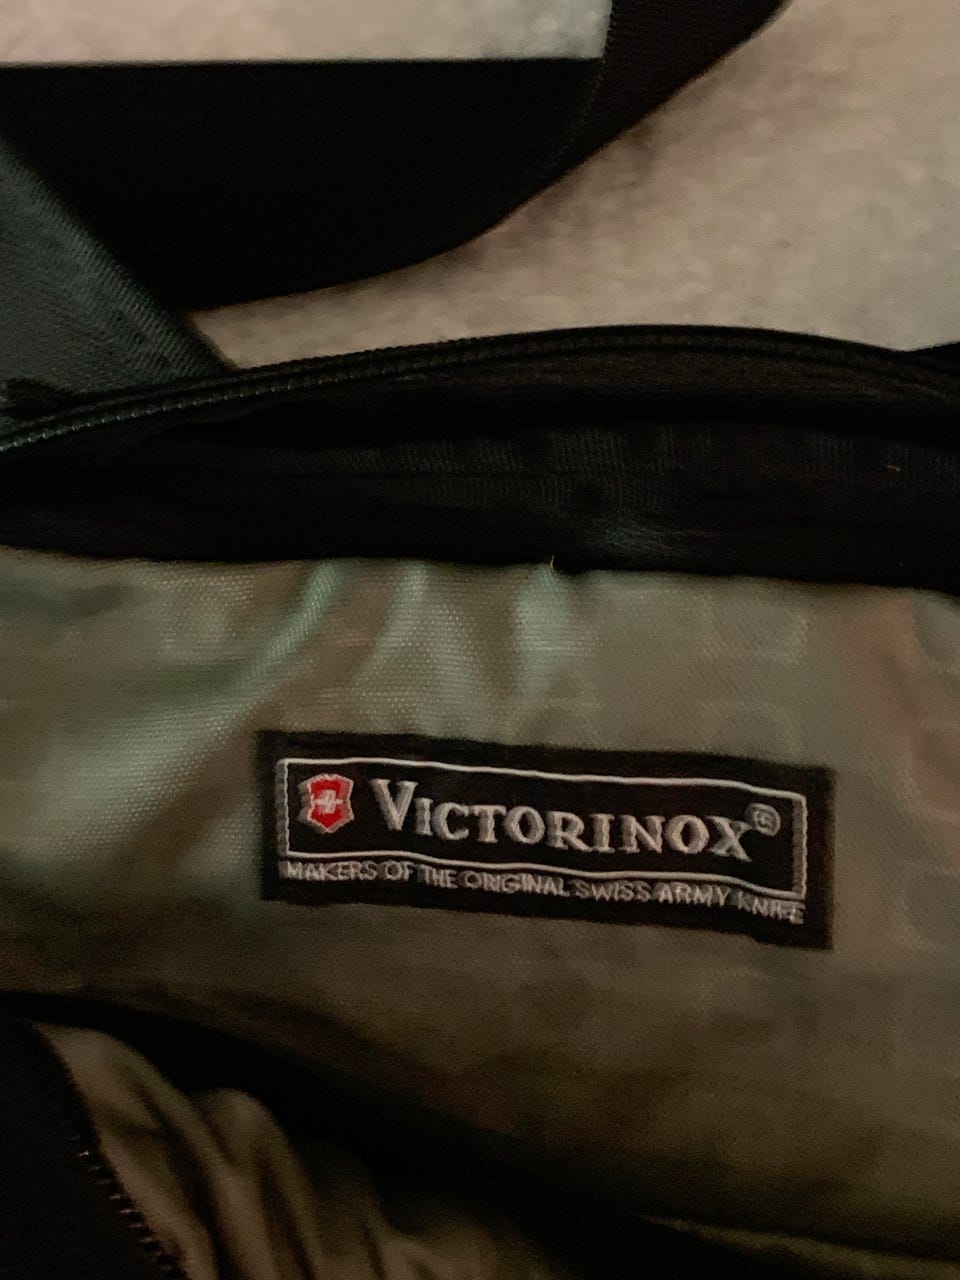 VICTORINOX®
MAKERS OF THE ORIGINAL SWISS ARMY KNIFE